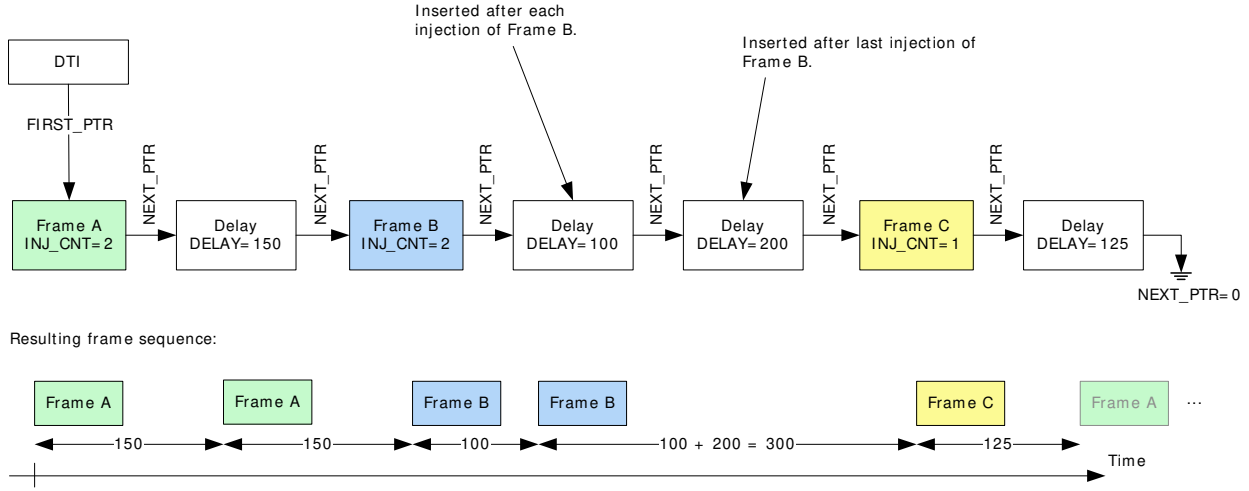 Inserted after each
injection of Frame B.
Inserted after last injection of
Frame B.
DTI
FIRST_PTR
NEXT_PTR
NEXT_PTR
NEXT_PTR
NEXT_PTR
NEXT_PTR
NEXT_PTR
Frame A
INJ_CNT=2
Delay
DELAY=150
Frame B
INJ_CNT=2
Delay
DELAY=100
Delay
DELAY=200
Frame C
INJ_CNT=1
Delay
DELAY=125
NEXT_PTR=0
Resulting frame sequence:
Frame A
Frame A
Frame B
Frame B
Frame C
Frame A
...
150
150
100
100 + 200 = 300
125
Time